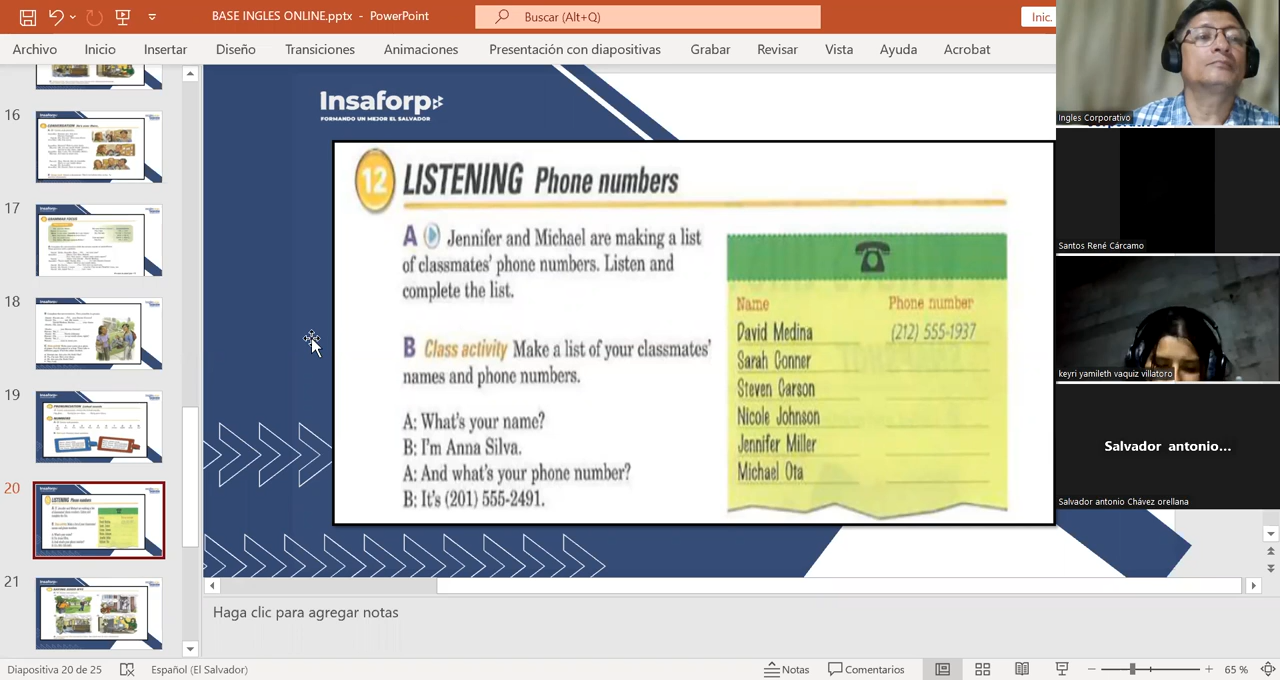 BASE INGLES ONLINE.pptx - PowerPoint
Buscar (Alt+Q)
Inic.
Archivo Inicio Insertar Diseño Transiciones Animaciones Presentación con diapositivas Grabar Revisar Vista Ayuda Acrobat
16
17
18
19
20
21
Insaforp
FORMANDO UN MEJOR EL SALVADOR
12 LISTENING Phone numbers
A Jennifer and Michael are making a list
of classmates' phone numbers. Listen and
complete the list.
B Class activity Make a list of your classmates'
names and phone numbers.
A: What's your name?
B: I'm Anna Silva.
A: And what's your phone number?
B: It's (201) 555-2491.
Name Phone number
David Medina (212) 555-1937
Sarah Conner
Steven Carson
Nicole Johnson
Jennifer Miller
Michael Ota
Ingles Corporativo
Santos René Cárcamo
keyri yamileth vaquiz villatoro
Salvador antonio...
Salvador antonio Chávez orellana
Haga clic para agregar notas
Diapositiva 20 de 25 Español (El Salvador) Notas Comentarios 65 %